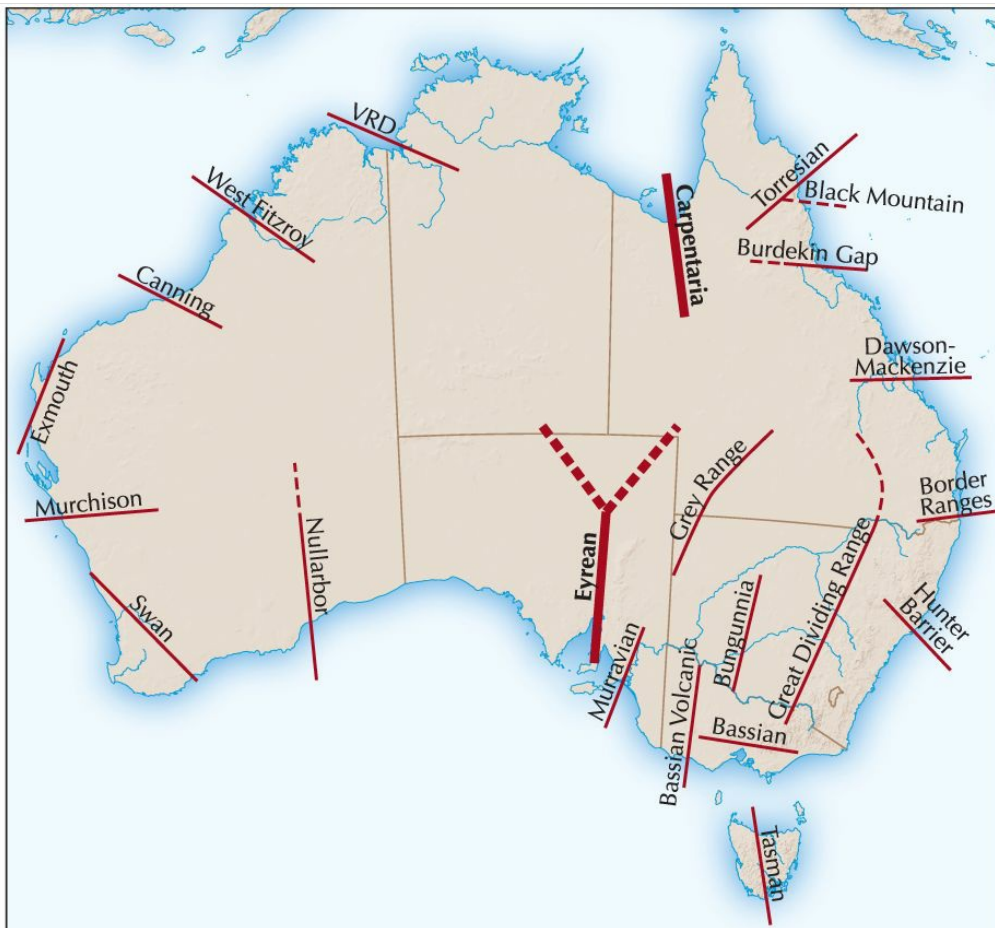 VRD
Torresian
Black Mountain
West Fitzroy
Carpentaria
Burdekin Gap
Canning
Dawson-
Mackenzie
Exmouth
Grey Range
Border
Ranges
Murchison
Nullarbor
Eyrean
Great Dividing Range
Swan
Bungunnia
Hunter
Barrier
Murravian
Bassian Volcanic
Bassian
Tasman